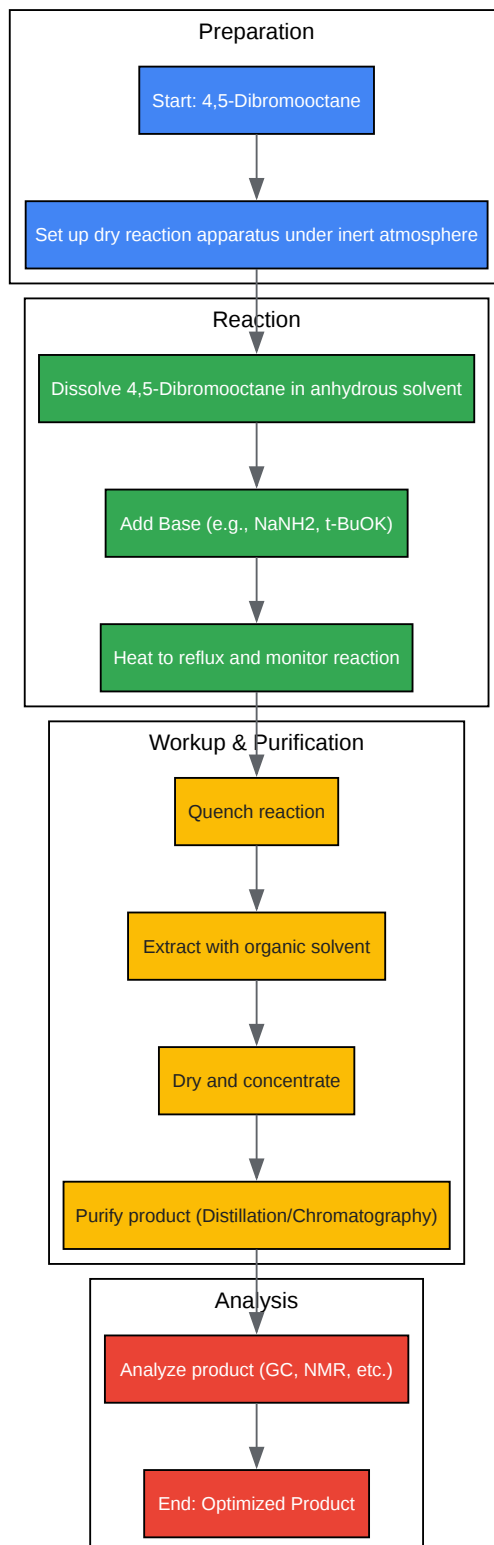 Preparation
Start: 4,5-Dibromooctane
Set up dry reaction apparatus under inert atmosphere
Reaction
Dissolve 4,5-Dibromooctane in anhydrous solvent
Add Base (e.g., NaNH2, t-BuOK)
Heat to reflux and monitor reaction
Workup & Purification
Quench reaction
Extract with organic solvent
Dry and concentrate
Purify product (Distillation/Chromatography)
Analysis
Analyze product (GC, NMR, etc.)
End: Optimized Product